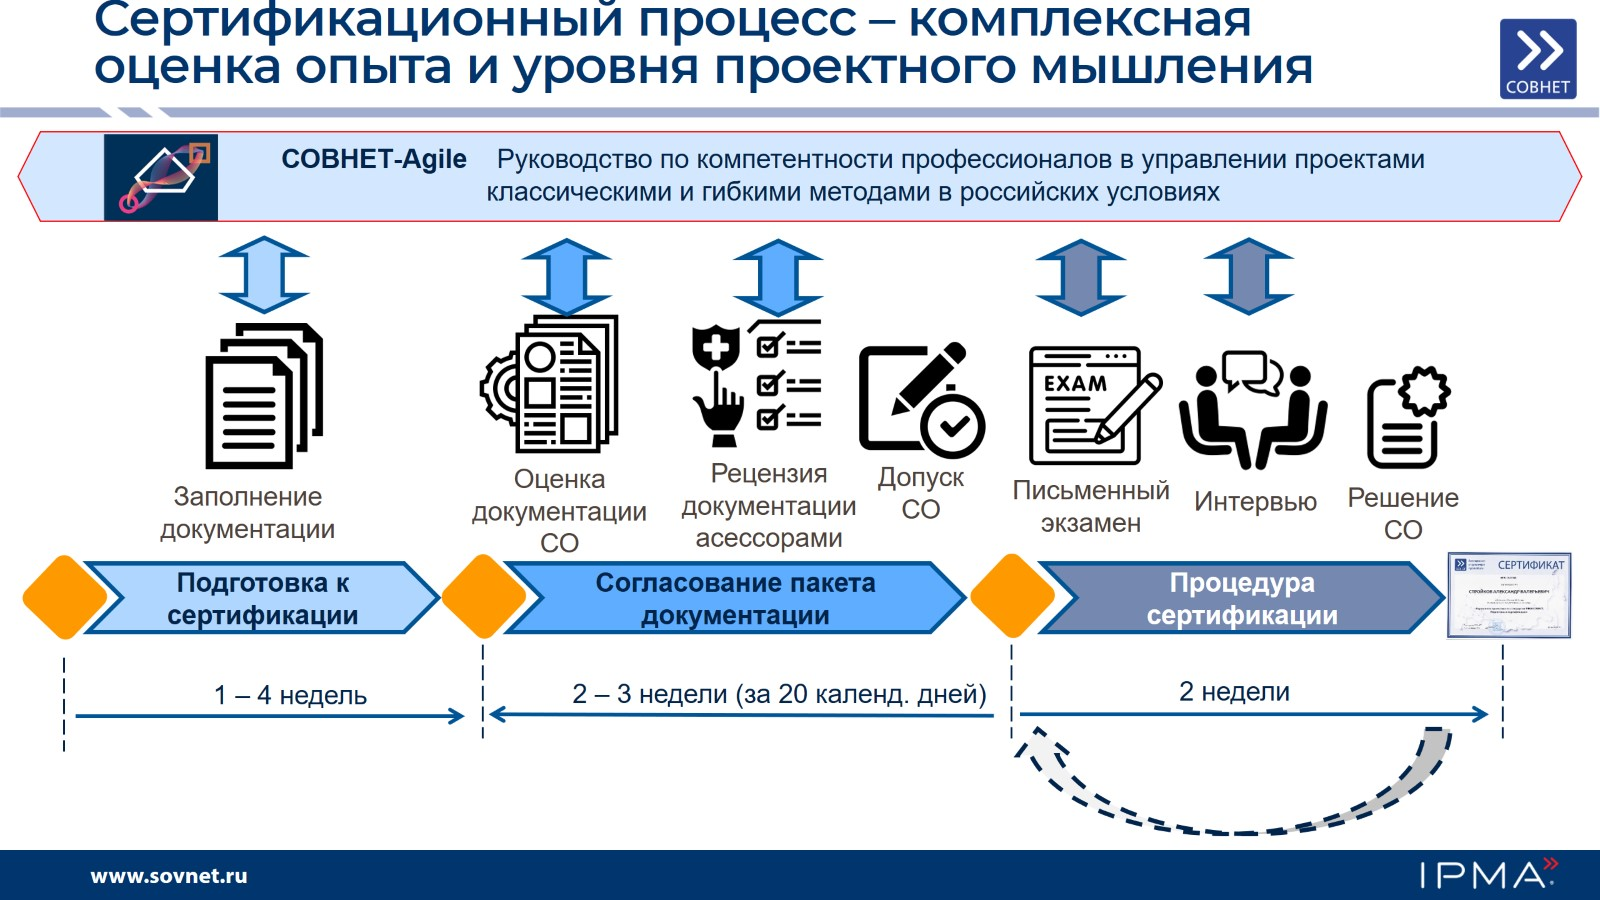 Сертификационный процесс – комплексная
оценка опыта и уровня проектного мышления
СОВНЕТ
СОВНЕТ-Agile Руководство по компетентности профессионалов в управлении проектами
классическими и гибкими методами в российских условиях
EXAM
Заполнение
документации
Оценка
документации
СО
Рецензия
документации
асессорами
Допуск
СО
Письменный
экзамен
Интервью
Решение
СО
Подготовка к
сертификации
Согласование пакета
документации
Процедура
сертификации
СЕРТИФИКАТ
1 – 4 недель
2 – 3 недели (за 20 календ. дней)
2 недели
www.sovnet.ru
IPMA